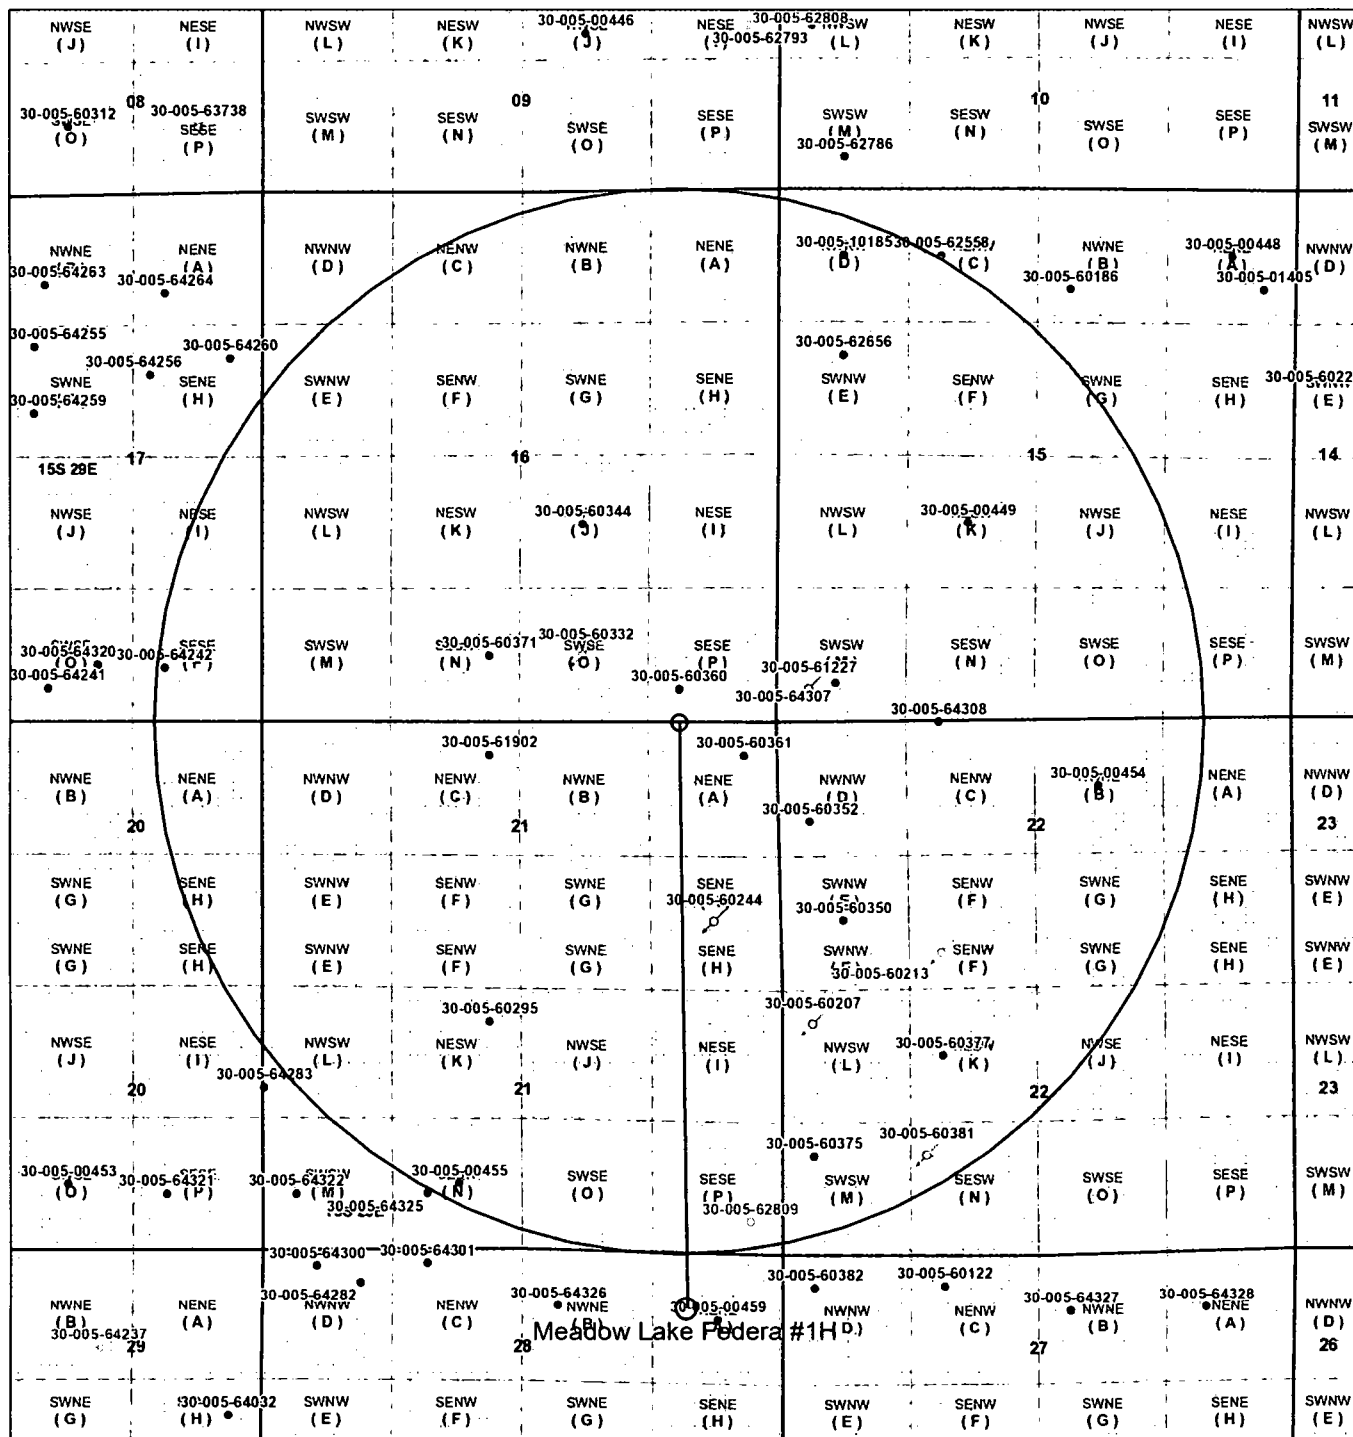 NWSE NESE NWSW NESW 30-005-00446 30-005-62808 NWSW NESW NWSE NESE NWSW
(J) (I) (L) (K) (J) 30-005-62793 (L) (K) (J) (I) (L)
08 09 10 11
30-005-60312 30-005-63738 SWSW SESW SWSE SESE SWSW SESW SWSE SESE SWSW
(O) SESE (M) (N) (O) (P) (M) (N) (O) (P) (M)
(P) 30-005-62786
NWNE NENE NWNW NENW NWNE NENE 30-005-10185 30-005-62558 NWNE 30-005-00448 NWNW
30-005-64263 (A) (D) (C) (B) (A) (D) (C) (B) (A) (D)
30-005-64264 30-005-60186 30-005-01405
30-005-64255 30-005-64260 30-005-62656
30-005-64256
SWNE SENE SWNW SENW SWNE SENE SWNW SENW SWNE SENE 30-005-6022
30-005-64259 (H) (E) (F) (G) (H) (E) (F) (G) (H) (E)
15S 29E 17 16 15 14
NWSE NESE NWSW NESW 30-005-60344 NESE NWSW 30-005-00449 NWSE NESE NWSW
(J) (I) (L) (K) (J) (I) (L) (K) (J) (I) (L)
SWSE SESE SWSW 30-005-60371 30-005-60332 SESE SWSW SESW SWSE SESE SWSW
30-005-64320 30-005-64242 (M) (N) SWSE (O) (P) 30-005-61227 (N) (O) (P) (M)
30-005-64241 30-005-60360 30-005-64307
30-005-64308
30-005-61902 30-005-60361
NWNE NENE NWNW NENW NWNE NENE NWNW NENW 30-005-00454 NENE NWNW
(B) (A) (D) (C) (B) (A) (D) (C) (B) (A) (D)
30-005-60352
20 21 22 23
SWNE SENE SWNW SENW SWNE SENE SWNW SENW SWNE SENE SWNW
(G) (H) (E) (F) (G) 30-005-60244 (E) (F) (G) (H) (E)
30-005-60350
SWNE SENE SWNW SENW SWNE SENE SWNW SENW SWNE SENE SWNW
(G) (H) (E) (F) (G) (H) 30-005-60213 (F) (G) (H) (E)
30-005-60295 30-005-60207
NWSE NESE NWSW NESW NWSE NESE NWSW 30-005-60377 NWSE NESE NWSW
(J) (I) (L) (K) (J) (I) (L) (K) (J) (I) (L)
30-005-64283
20 21 22 23
30-005-60375 30-005-60381
30-005-00453 SESE SWSW 30-005-00455 SWSE SESE SWMW SESW SWSE SESE SWSW
(O) 30-005-64321 (P) 30-005-64322 (M) (N) (O) (P) (M) (N) (O) (P) (M)
30-005-64325 30-005-62809
30-005-64300 30-005-64301
30-005-64282 30-005-64326 30-005-60382 30-005-60122 30-005-64327 30-005-64328
NWNE NENE NWNW NENW NWNE 30-005-00459 NWNW NENW NWNE NENE NWNW
(B) (A) (D) (C) (B) (A) (D) (C) (B) (A) (D)
30-005-64237 Meadow Lake Federa #1H
29 28 27 26
SWNE 30-005-64032 SWNW SENW SWNE SENE SWNW SENW SWNE SENE SWNW
(G) (H) (E) (F) (G) (H) (E) (F) (G) (H) (E)